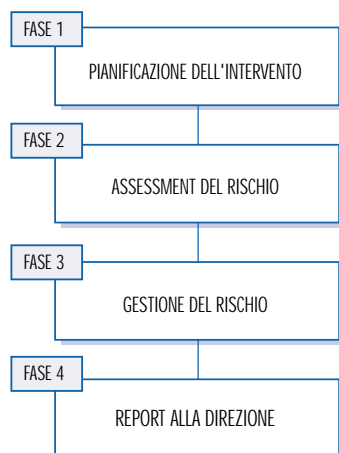 FASE 1
PIANIFICAZIONE DELL'INTERVENTO
FASE 2
ASSESSMENT DEL RISCHIO
FASE 3
GESTIONE DEL RISCHIO
FASE 4
REPORT ALLA DIREZIONE